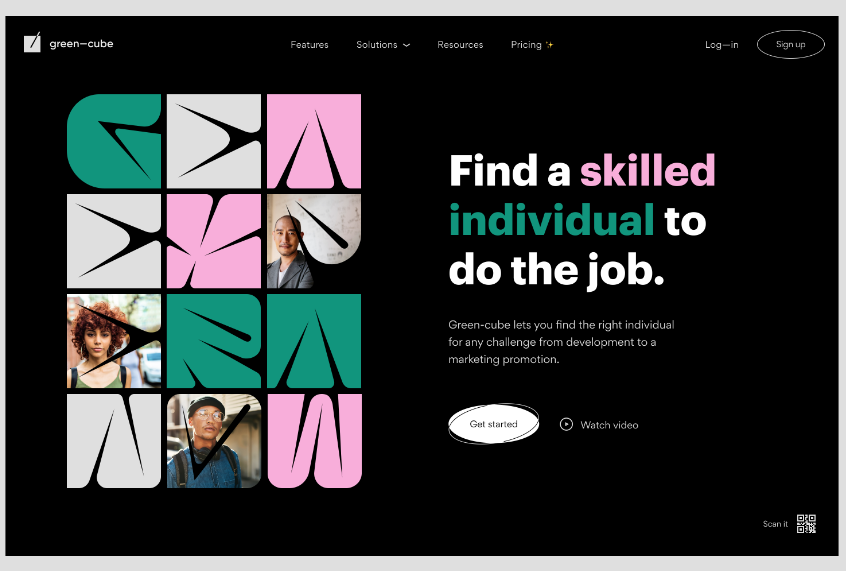 green—cube
Features
Solutions
Resources
Pricing
Log—in
Sign up
Find a skilled
individual to
do the job.
Green-cube lets you find the right individual
for any challenge from development to a
marketing promotion.
Get started
Watch video
Scan it